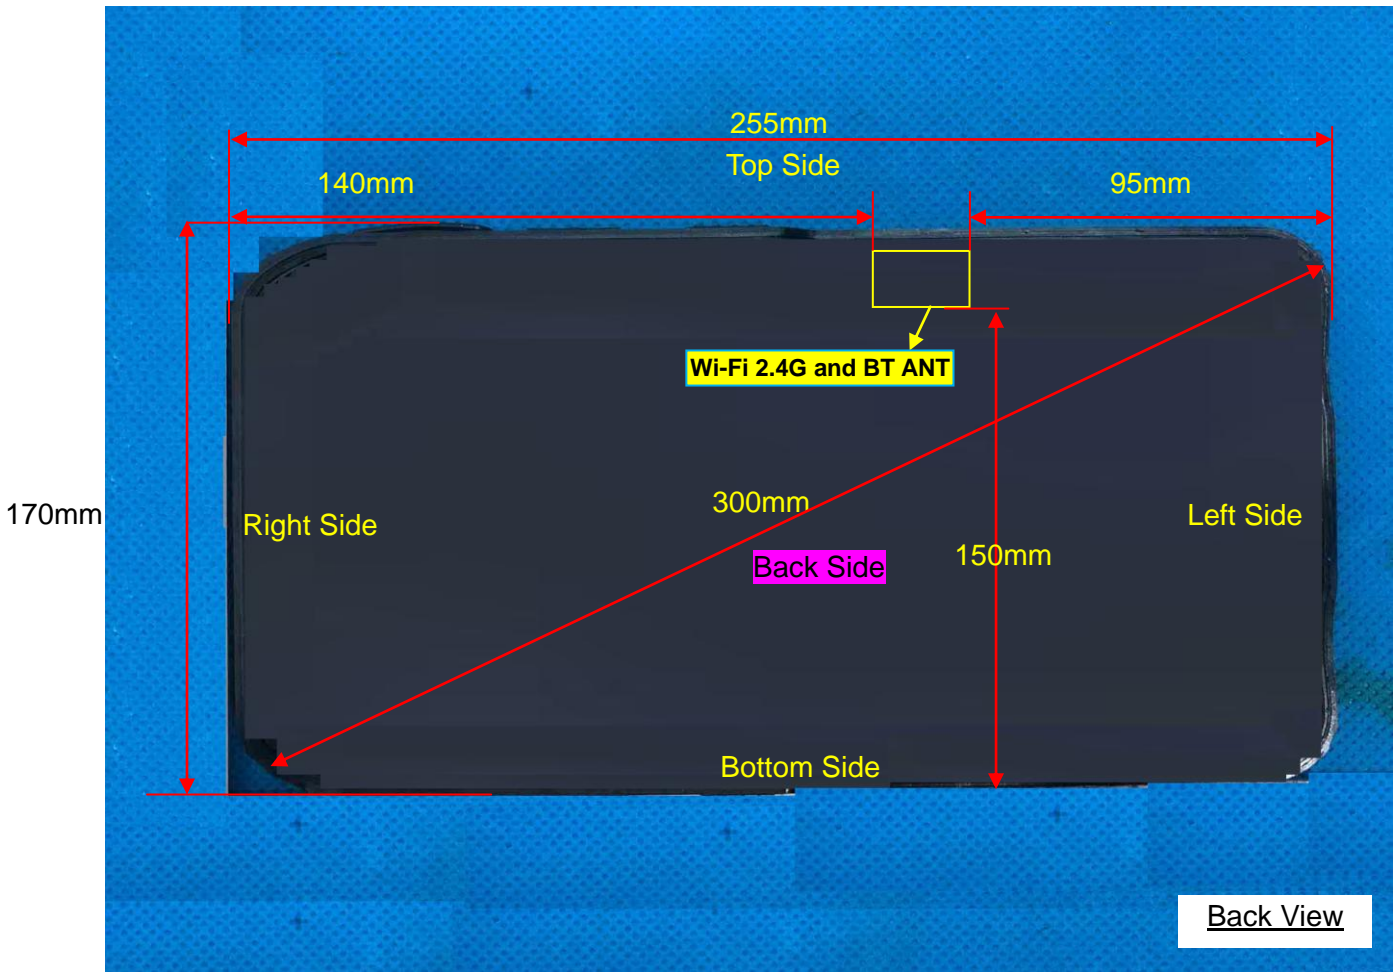 255mm
Top Side
140mm
95mm
Wi-Fi 2.4G and BT ANT
300mm
170mm
Right Side
Left Side
150mm
Back Side
Bottom Side
Back View